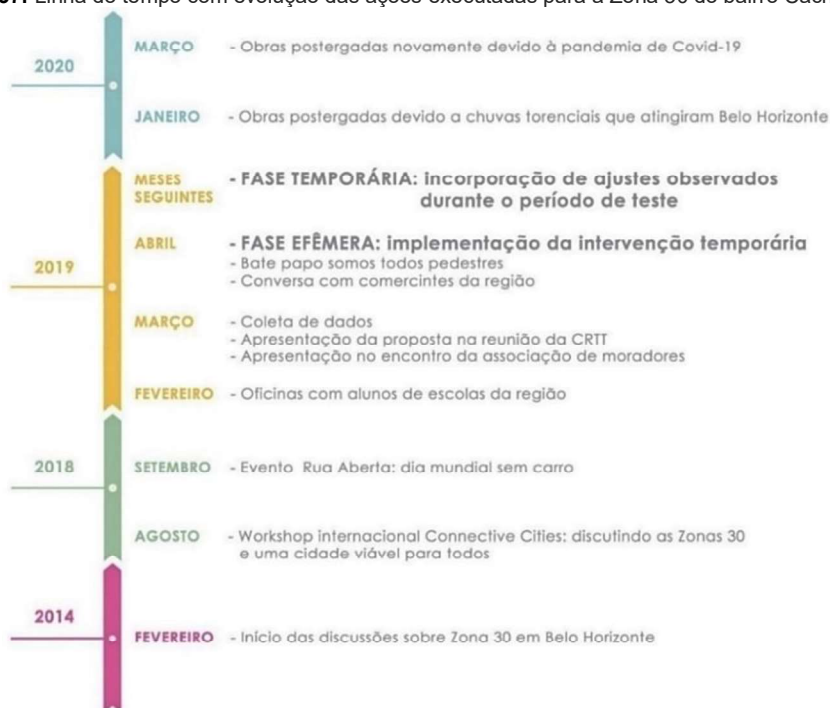 Linha do tempo com evolução das ações executadas para a Zona 30 do bairro
MARÇO - Obras postergadas novamente devido à pandemia de Covid-19
2020
JANEIRO - Obras postergadas devido a chuvas torenciais que atingiram Belo Horizonte
MESES SEGUINTES - FASE TEMPORÁRIA: incorporação de ajustes observados
durante o período de teste
ABRIL - FASE EFÊMERA: implementação da intervenção temporária
2019
- Bate papo somos todos pedestres
- Conversa com comercintes da região
MARÇO - Coleta de dados
- Apresentação da proposta na reunião da CRTT
- Apresentação no encontro da associação de moradores
FEVEREIRO - Oficinas com alunos de escolas da região
2018
SETEMBRO - Evento Rua Aberta: dia mundial sem carro
AGOSTO - Workshop internacional Connective Cities: discutindo as Zonas 30
e uma cidade viável para todos
2014
FEVEREIRO - Início das discussões sobre Zona 30 em Belo Horizonte